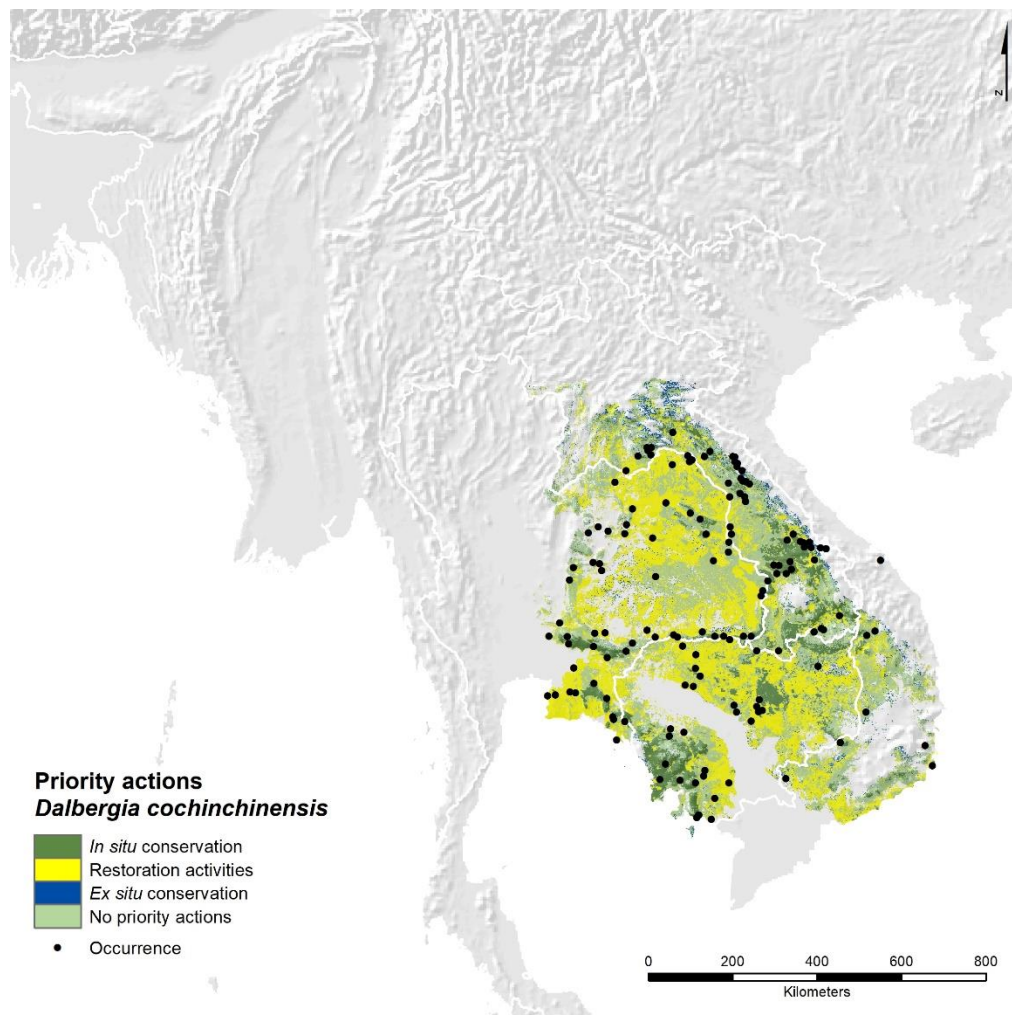 N
Priority actions
Dalbergia cochinchinensis
In situ conservation
Restoration activities
Ex situ conservation
No priority actions
Occurrence
0 200 400 600 800
Kilometers